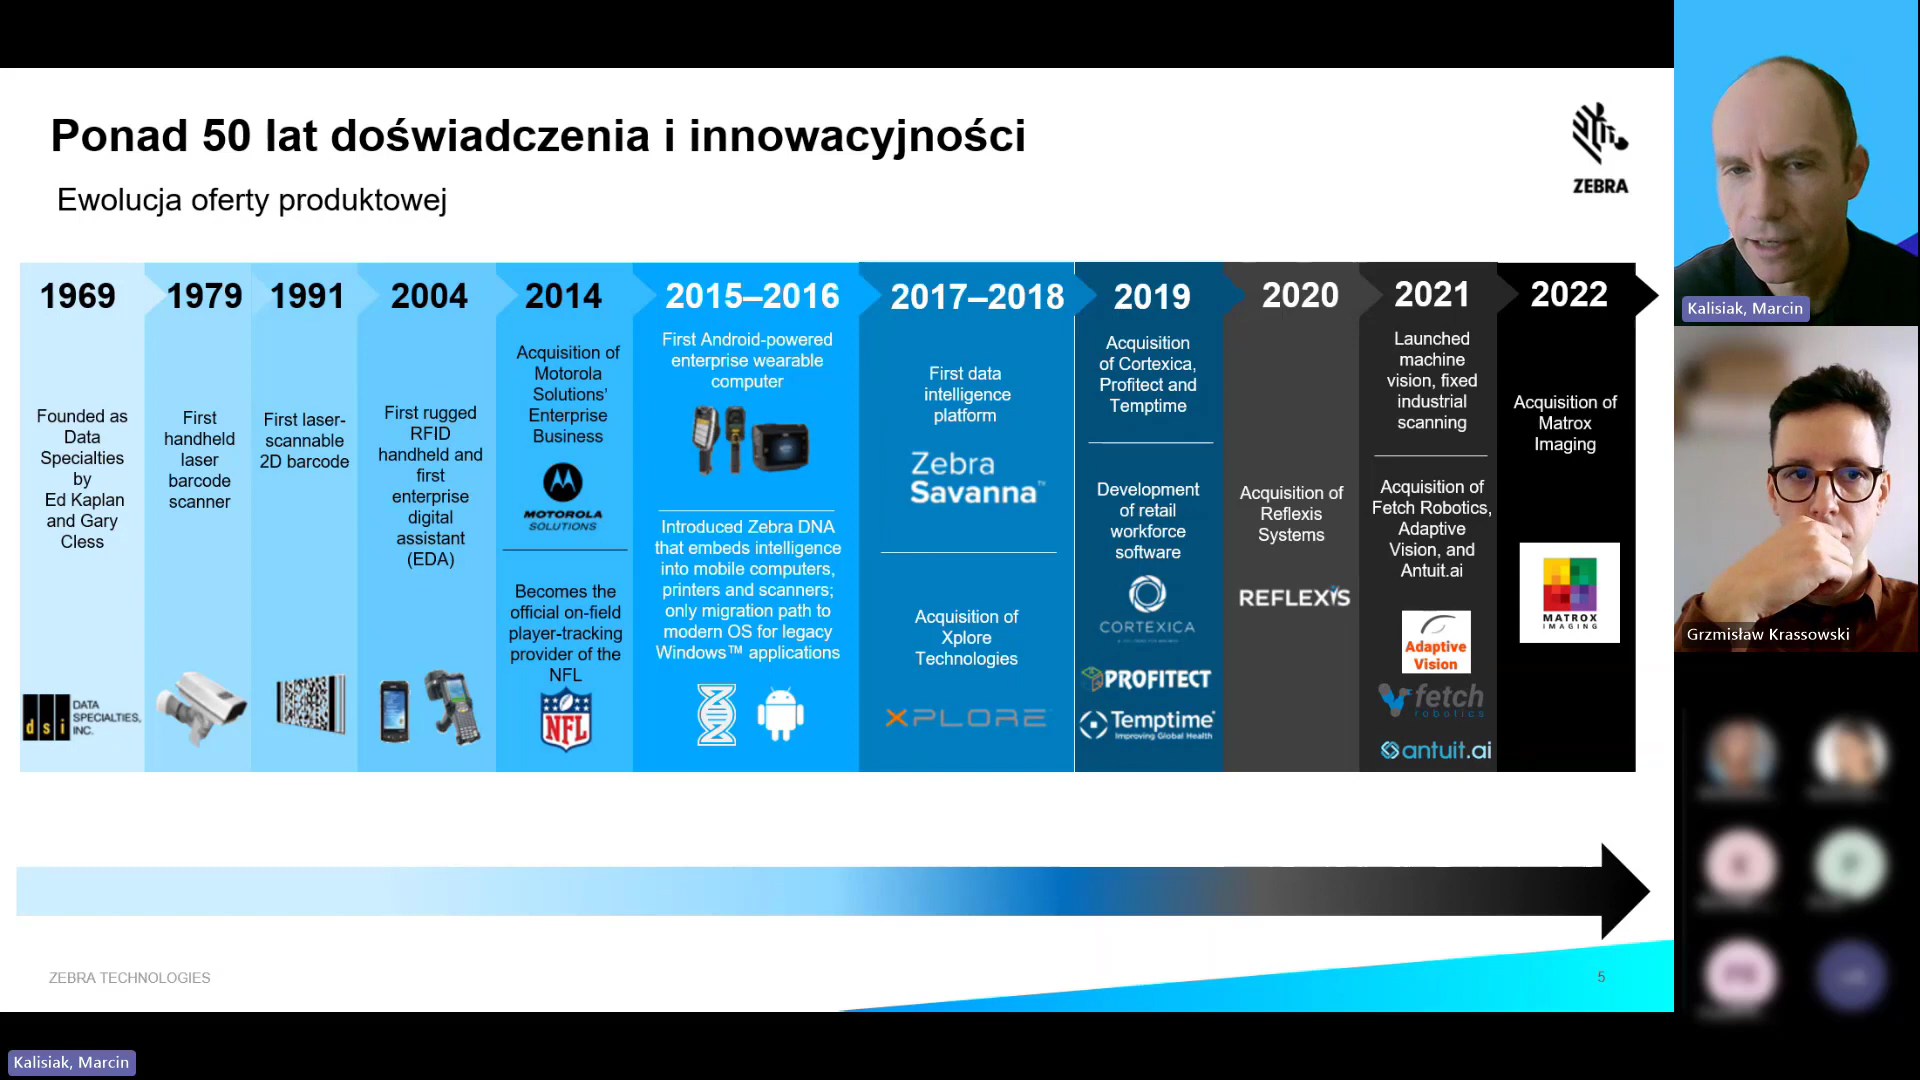 Ponad 50 lat doświadczenia i innowacyjności
Ewolucja oferty produktowej
ZEBRA
1969
Founded as
Data
Specialties
by
Ed Kaplan
and Gary
Cless
dsi
DATA
SPECIALTIES,
INC.
1979
First
handheld
laser
barcode
scanner
1991
First laser-
scannable
2D barcode
2004
First rugged
RFID
handheld and
first
enterprise
digital
assistant
(EDA)
2014
Acquisition of
Motorola
Solutions’
Enterprise
Business
MOTOROLA
SOLUTIONS
Becomes the
official on-field
player-tracking
provider of the
NFL
NFL
2015–2016
First Android-powered
enterprise wearable
computer
Introduced Zebra DNA
that embeds intelligence
into mobile computers,
printers and scanners;
only migration path to
modern OS for legacy
Windows™ applications
2017–2018
First data
intelligence
platform
Zebra
Savanna™
Acquisition of
Xplore
Technologies
XPLORE
2019
Acquisition
of Cortexica,
Profitect and
Temptime
Development
of retail
workforce
software
CORTEXICA
PROFITECT
Temptime®
Improving Global Health
2020
Acquisition of
Reflexis
Systems
REFLEXIS
2021
Launched
machine
vision, fixed
industrial
scanning
Acquisition of
Fetch Robotics,
Adaptive
Vision, and
Antuit.ai
Adaptive
Vision
fetch
robotics
antuit.ai
2022
Acquisition of
Matrox
Imaging
MATROX
IMAGING
ZEBRA TECHNOLOGIES
5
Kalisiak, Marcin
Grzmisław Krassowski
Kalisiak, Marcin